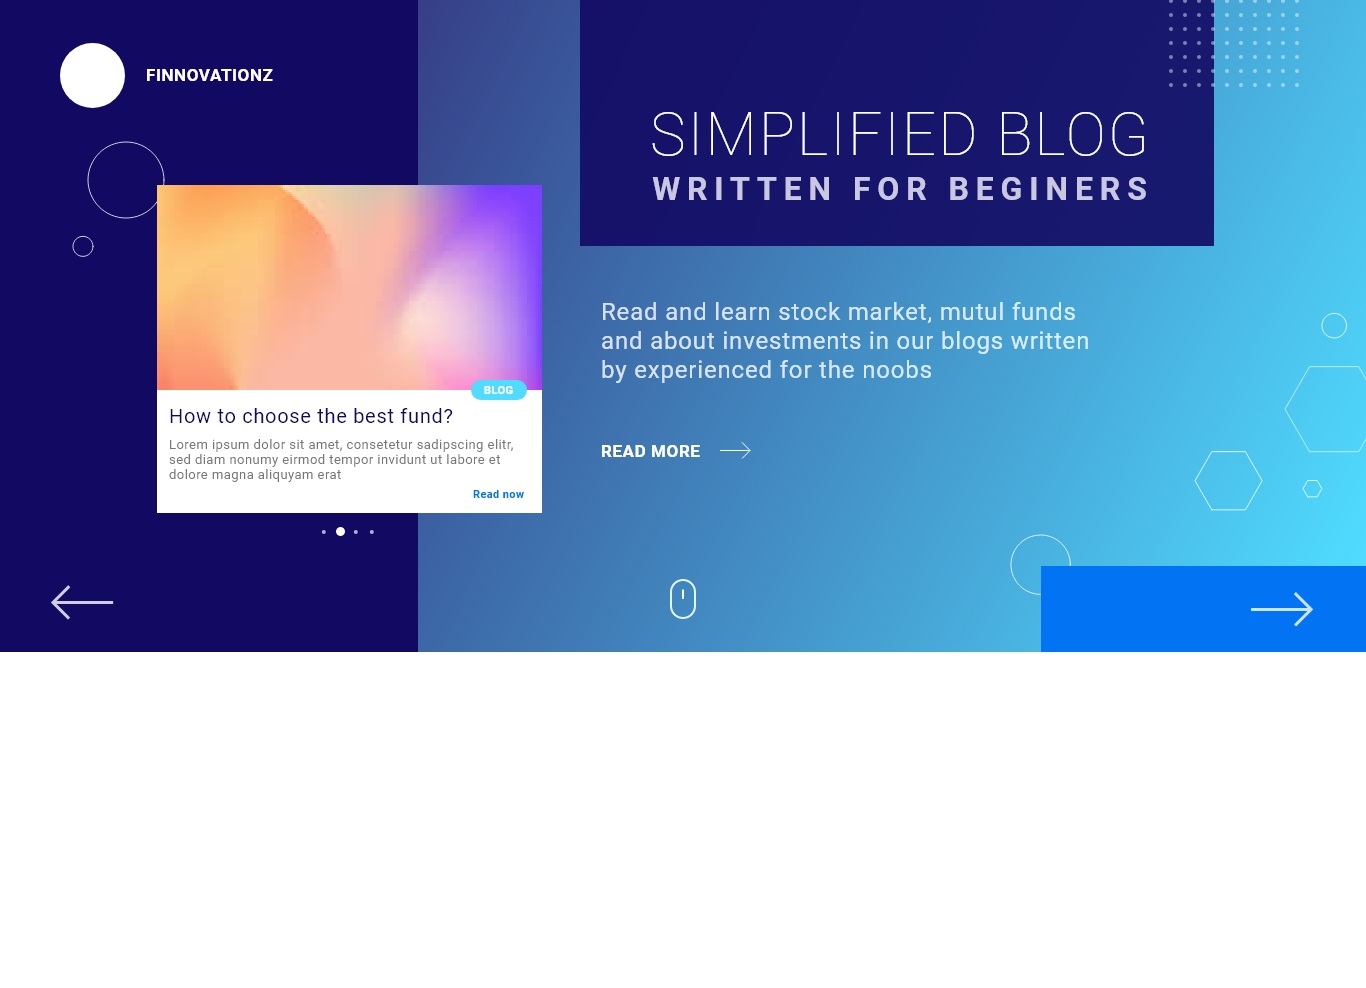 FINNOVATIONZ
SIMPLIFIED BLOG
WRITTEN FOR BEGINERS
How to choose the best fund?
BLOG
Lorem ipsum dolor sit amet, consetetur sadipscing elitr,
sed diam nonumy eirmod tempor invidunt ut labore et
dolore magna aliquyam erat
Read now
Read and learn stock market, mutul funds
and about investments in our blogs written
by experienced for the noobs
READ MORE